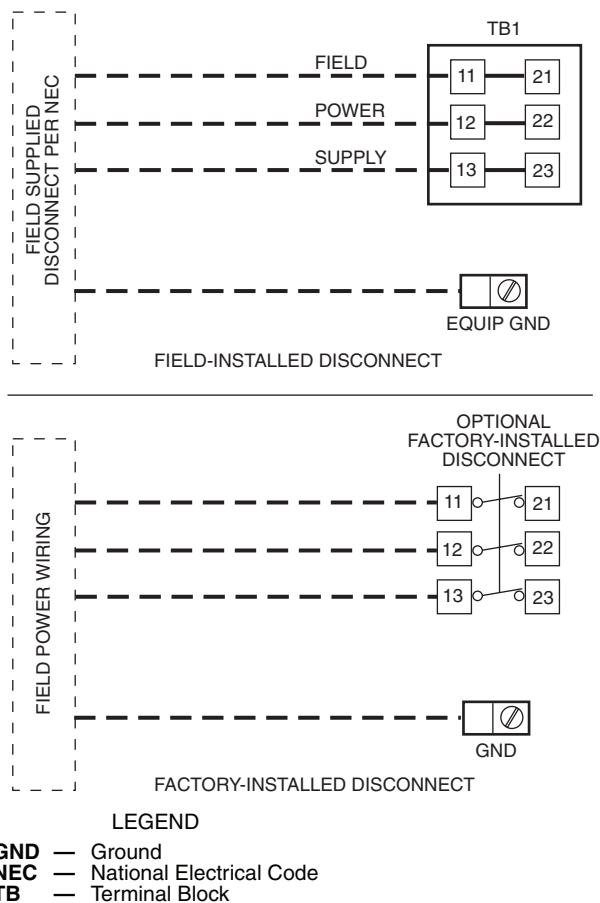 TB1
FIELD SUPPLIED
DISCONNECT PER NEC
FIELD
11
21
POWER
12
22
SUPPLY
13
23
EQUIP GND
FIELD-INSTALLED DISCONNECT
OPTIONAL
FACTORY-INSTALLED
DISCONNECT
FIELD POWER WIRING
11
21
12
22
13
23
GND
FACTORY-INSTALLED DISCONNECT
LEGEND
GND — Ground
NEC — National Electrical Code
TB — Terminal Block